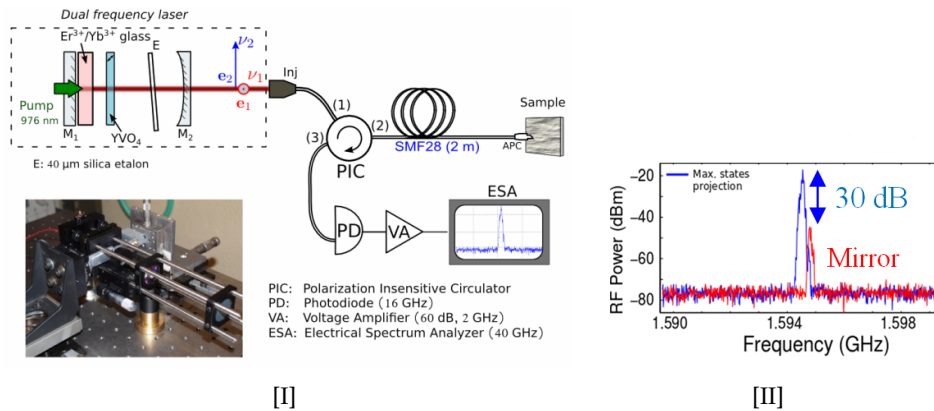 Dual frequency laser
Er³⁺/Yb³⁺ glass
E
ν₂
e₂
ν₁
e₁
Inj
Pump
976 nm
M₁
YVO₄
M₂
E: 40 µm silica etalon
(1)
(2)
(3)
PIC
SMF28 (2 m)
Sample
APC
ESA
PD
VA
PIC: Polarization Insensitive Circulator
PD: Photodiode (16 GHz)
VA: Voltage Amplifier (60 dB, 2 GHz)
ESA: Electrical Spectrum Analyzer (40 GHz)
[I]
Max. states
projection
30 dB
Mirror
RF Power (dBm)
−20
−40
−60
−80
1.590
1.594
1.598
Frequency (GHz)
[II]